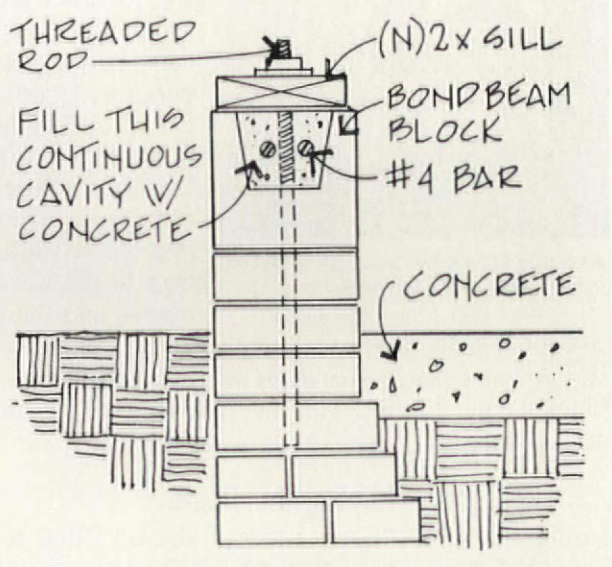 THREADED
ROD
(N) 2x SILL
FILL THIS
CONTINUOUS
CAVITY W/
CONCRETE
BOND BEAM
BLOCK
#4 BAR
CONCRETE